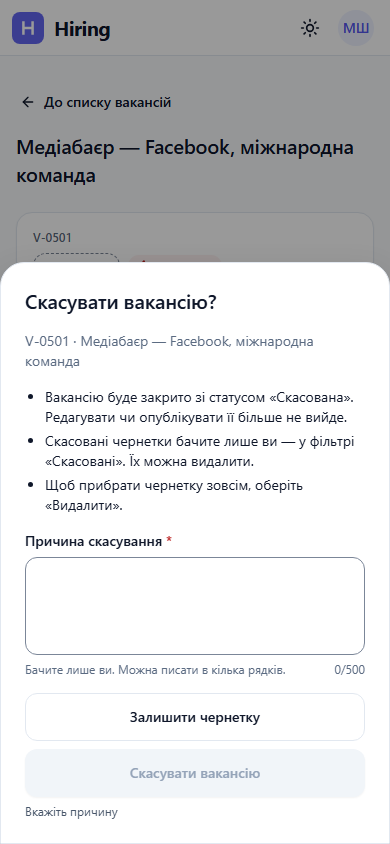 H Hiring
МШ
До списку вакансій
Медіабаєр — Facebook, міжнародна
команда
V-0501
Скасувати вакансію?
V-0501 · Медіабаєр — Facebook, міжнародна
команда
• Вакансію буде закрито зі статусом «Скасована».
Редагувати чи опублікувати її більше не вийде.
• Скасовані чернетки бачите лише ви — у фільтрі
«Скасовані». Їх можна видалити.
• Щоб прибрати чернетку зовсім, оберіть
«Видалити».
Причина скасування *
Бачите лише ви. Можна писати в кілька рядків. 0/500
Залишити чернетку
Скасувати вакансію
Вкажіть причину